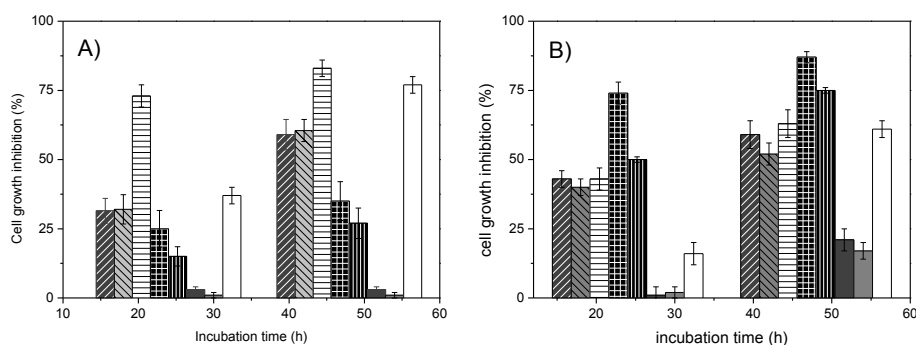 A)
Cell growth inhibition (%)
100
75
50
25
0
10 20 30 40 50 60
Incubation time (h)
B)
cell growth inhibition (%)
100
75
50
25
0
20 30 40 50 60
incubation time (h)